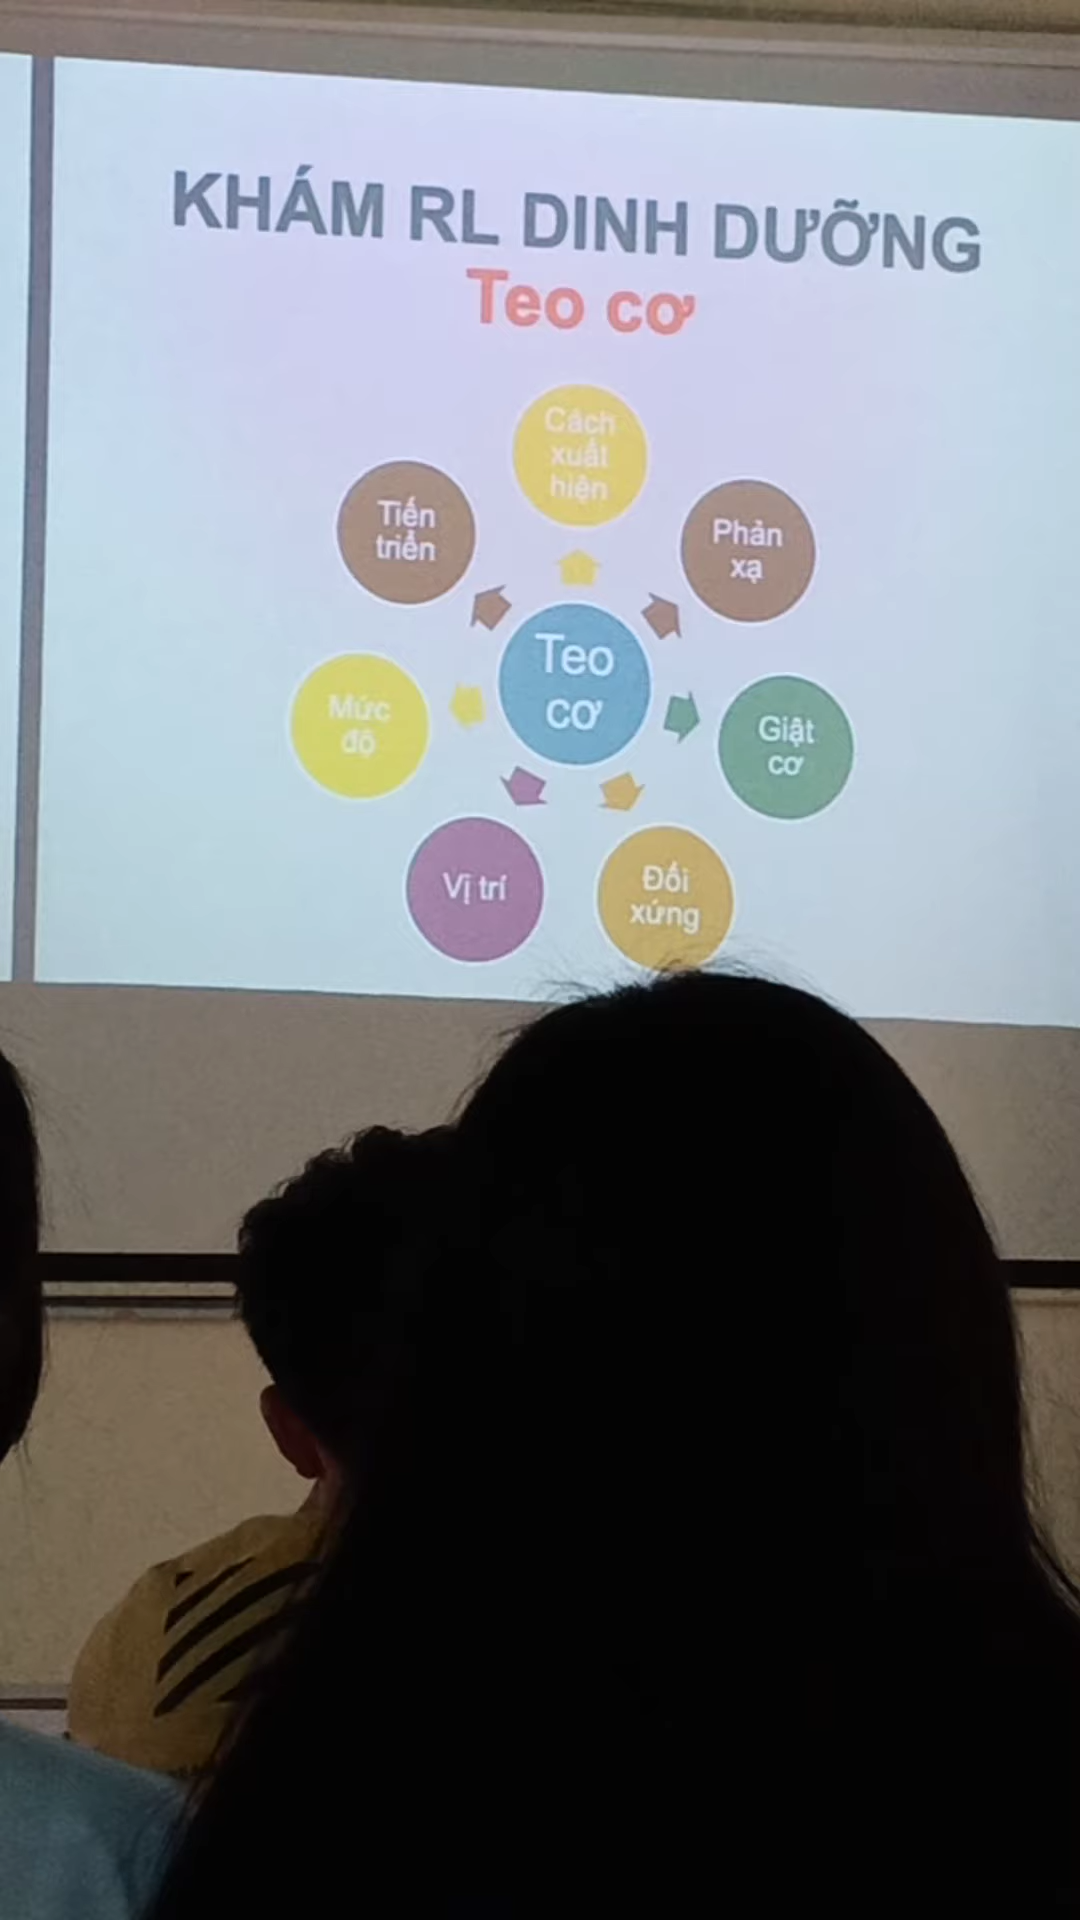 KHÁM RL DINH DƯỠNG
Teo cơ
Cách
xuất
hiện
Tiến
triển
Phản
xạ
Teo
cơ
Mức
độ
Giật
cơ
Vị trí
Đối
xứng